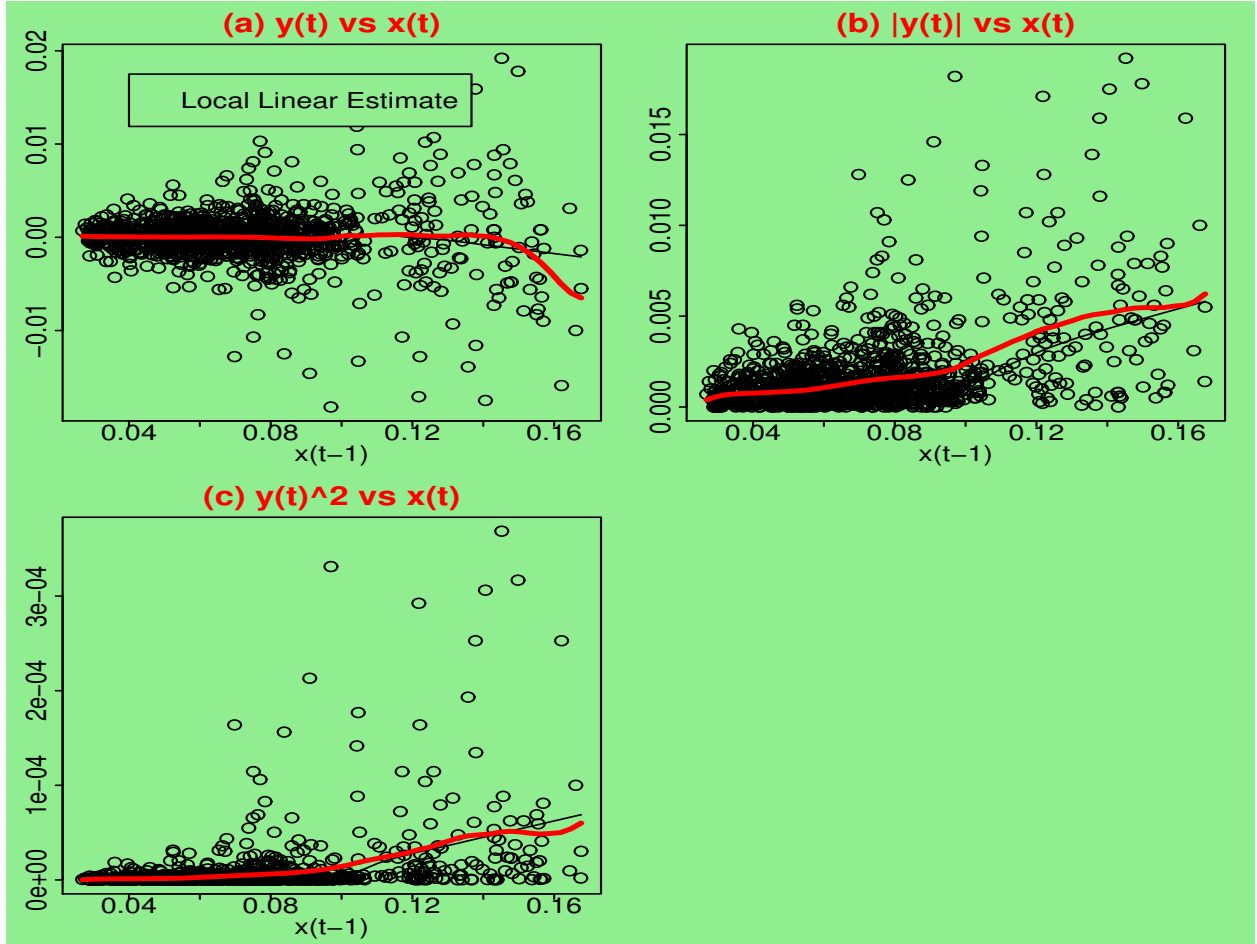 (a) y(t) vs x(t)
0.02
0.01
0.00
−0.01
Local Linear Estimate
0.04 0.08 0.12 0.16
x(t−1)
(b) |y(t)| vs x(t)
0.015
0.010
0.005
0.000
0.04 0.08 0.12 0.16
x(t−1)
(c) y(t)^2 vs x(t)
3e−04
2e−04
1e−04
0e+00
0.04 0.08 0.12 0.16
x(t−1)